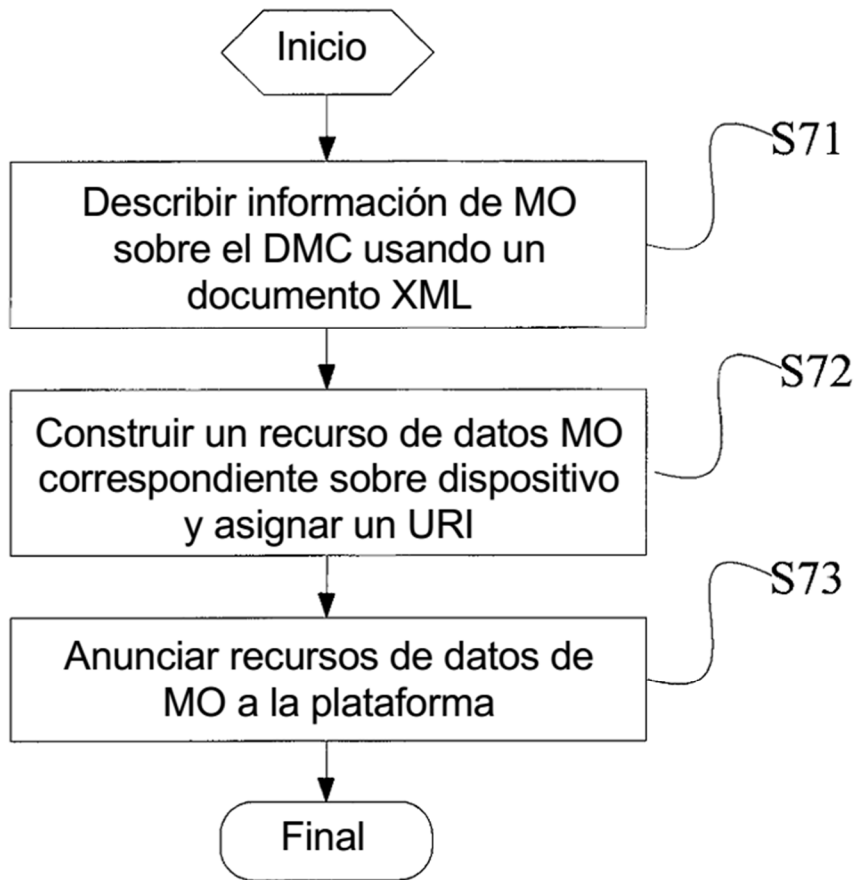 Inicio
S71
Describir información de MO
sobre el DMC usando un
documento XML
S72
Construir un recurso de datos MO
correspondiente sobre dispositivo
y asignar un URI
S73
Anunciar recursos de datos de
MO a la plataforma
Final